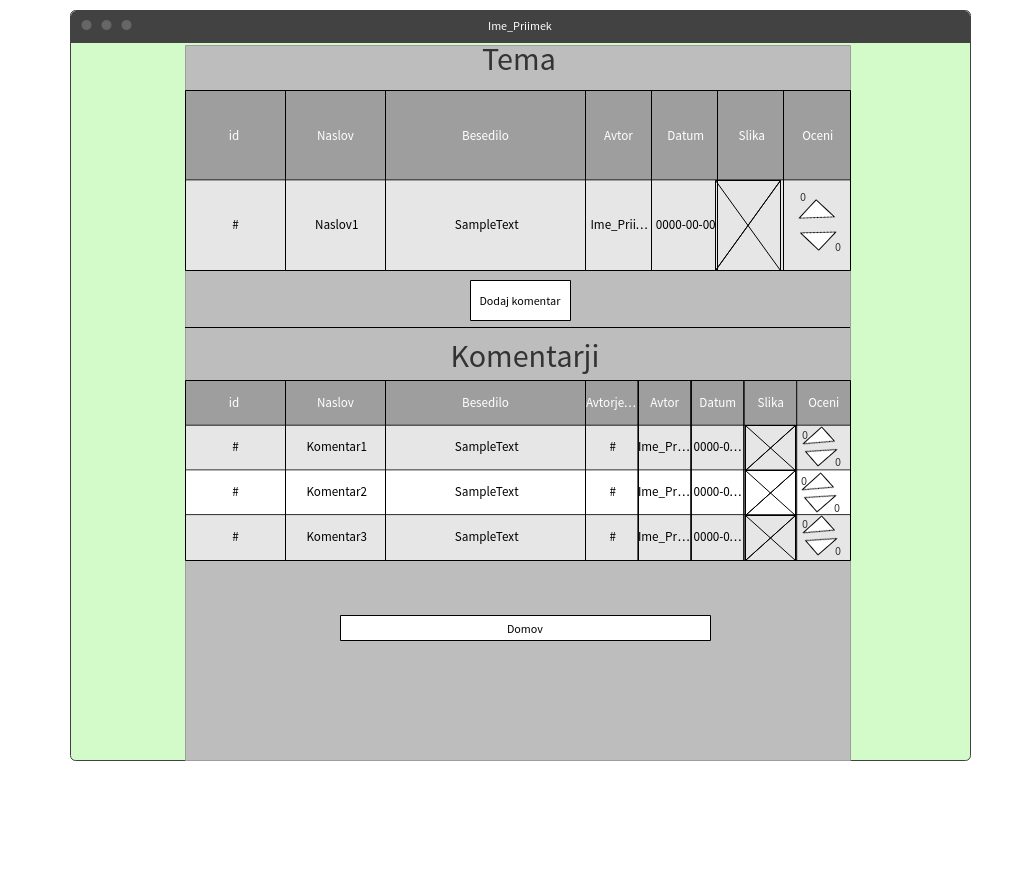 Ime_Priimek
Tema
id Naslov Besedilo Avtor Datum Slika Oceni
# Naslov1 SampleText Ime_Prii... 0000-00-00 0 0
Dodaj komentar
Komentarji
id Naslov Besedilo Avtorje... Avtor Datum Slika Oceni
# Komentar1 SampleText # Ime_Pr... 0000-0... 0 0
# Komentar2 SampleText # Ime_Pr... 0000-0... 0 0
# Komentar3 SampleText # Ime_Pr... 0000-0... 0 0
Domov